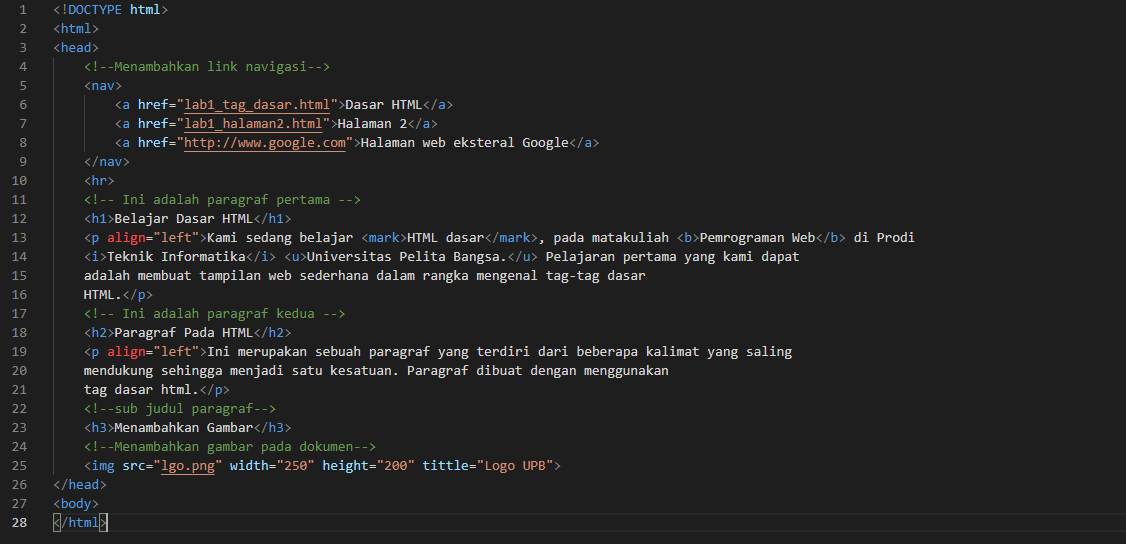 1 <!DOCTYPE html>
2 <html>
3 <head>
4 <!--Menambahkan link navigasi-->
5 <nav>
6 <a href="lab1_tag_dasar.html">Dasar HTML</a>
7 <a href="lab1_halaman2.html">Halaman 2</a>
8 <a href="http://www.google.com">Halaman web eksteral Google</a>
9 </nav>
10 <hr>
11 <!-- Ini adalah paragraf pertama -->
12 <h1>Belajar Dasar HTML</h1>
13 <p align="left">Kami sedang belajar <mark>HTML dasar</mark>, pada matakuliah <b>Pemrograman Web</b> di Prodi
14 <i>Teknik Informatika</i> <u>Universitas Pelita Bangsa.</u> Pelajaran pertama yang kami dapat
15 adalah membuat tampilan web sederhana dalam rangka mengenal tag-tag dasar
16 HTML.</p>
17 <!-- Ini adalah paragraf kedua -->
18 <h2>Paragraf Pada HTML</h2>
19 <p align="left">Ini merupakan sebuah paragraf yang terdiri dari beberapa kalimat yang saling
20 mendukung sehingga menjadi satu kesatuan. Paragraf dibuat dengan menggunakan
21 tag dasar html.</p>
22 <!--sub judul paragraf-->
23 <h3>Menambahkan Gambar</h3>
24 <!--Menambahkan gambar pada dokumen-->
25 <img src="lgo.png" width="250" height="200" tittle="Logo UPB">
26 </head>
27 <body>
28 </html>